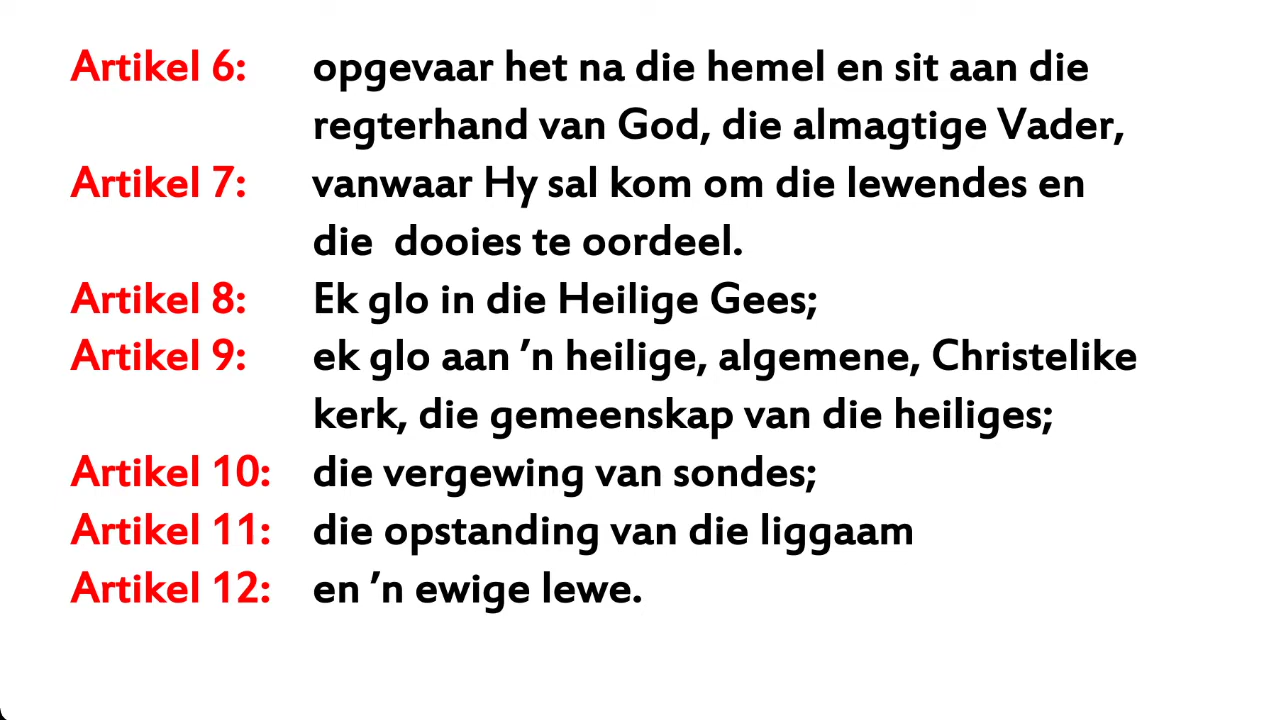 Artikel 6: opgevaar het na die hemel en sit aan die
regterhand van God, die almagtige Vader,
Artikel 7: vanwaar Hy sal kom om die lewendes en
die  dooies te oordeel.
Artikel 8: Ek glo in die Heilige Gees;
Artikel 9: ek glo aan ’n heilige, algemene, Christelike
kerk, die gemeenskap van die heiliges;
Artikel 10: die vergewing van sondes;
Artikel 11: die opstanding van die liggaam
Artikel 12: en ’n ewige lewe.